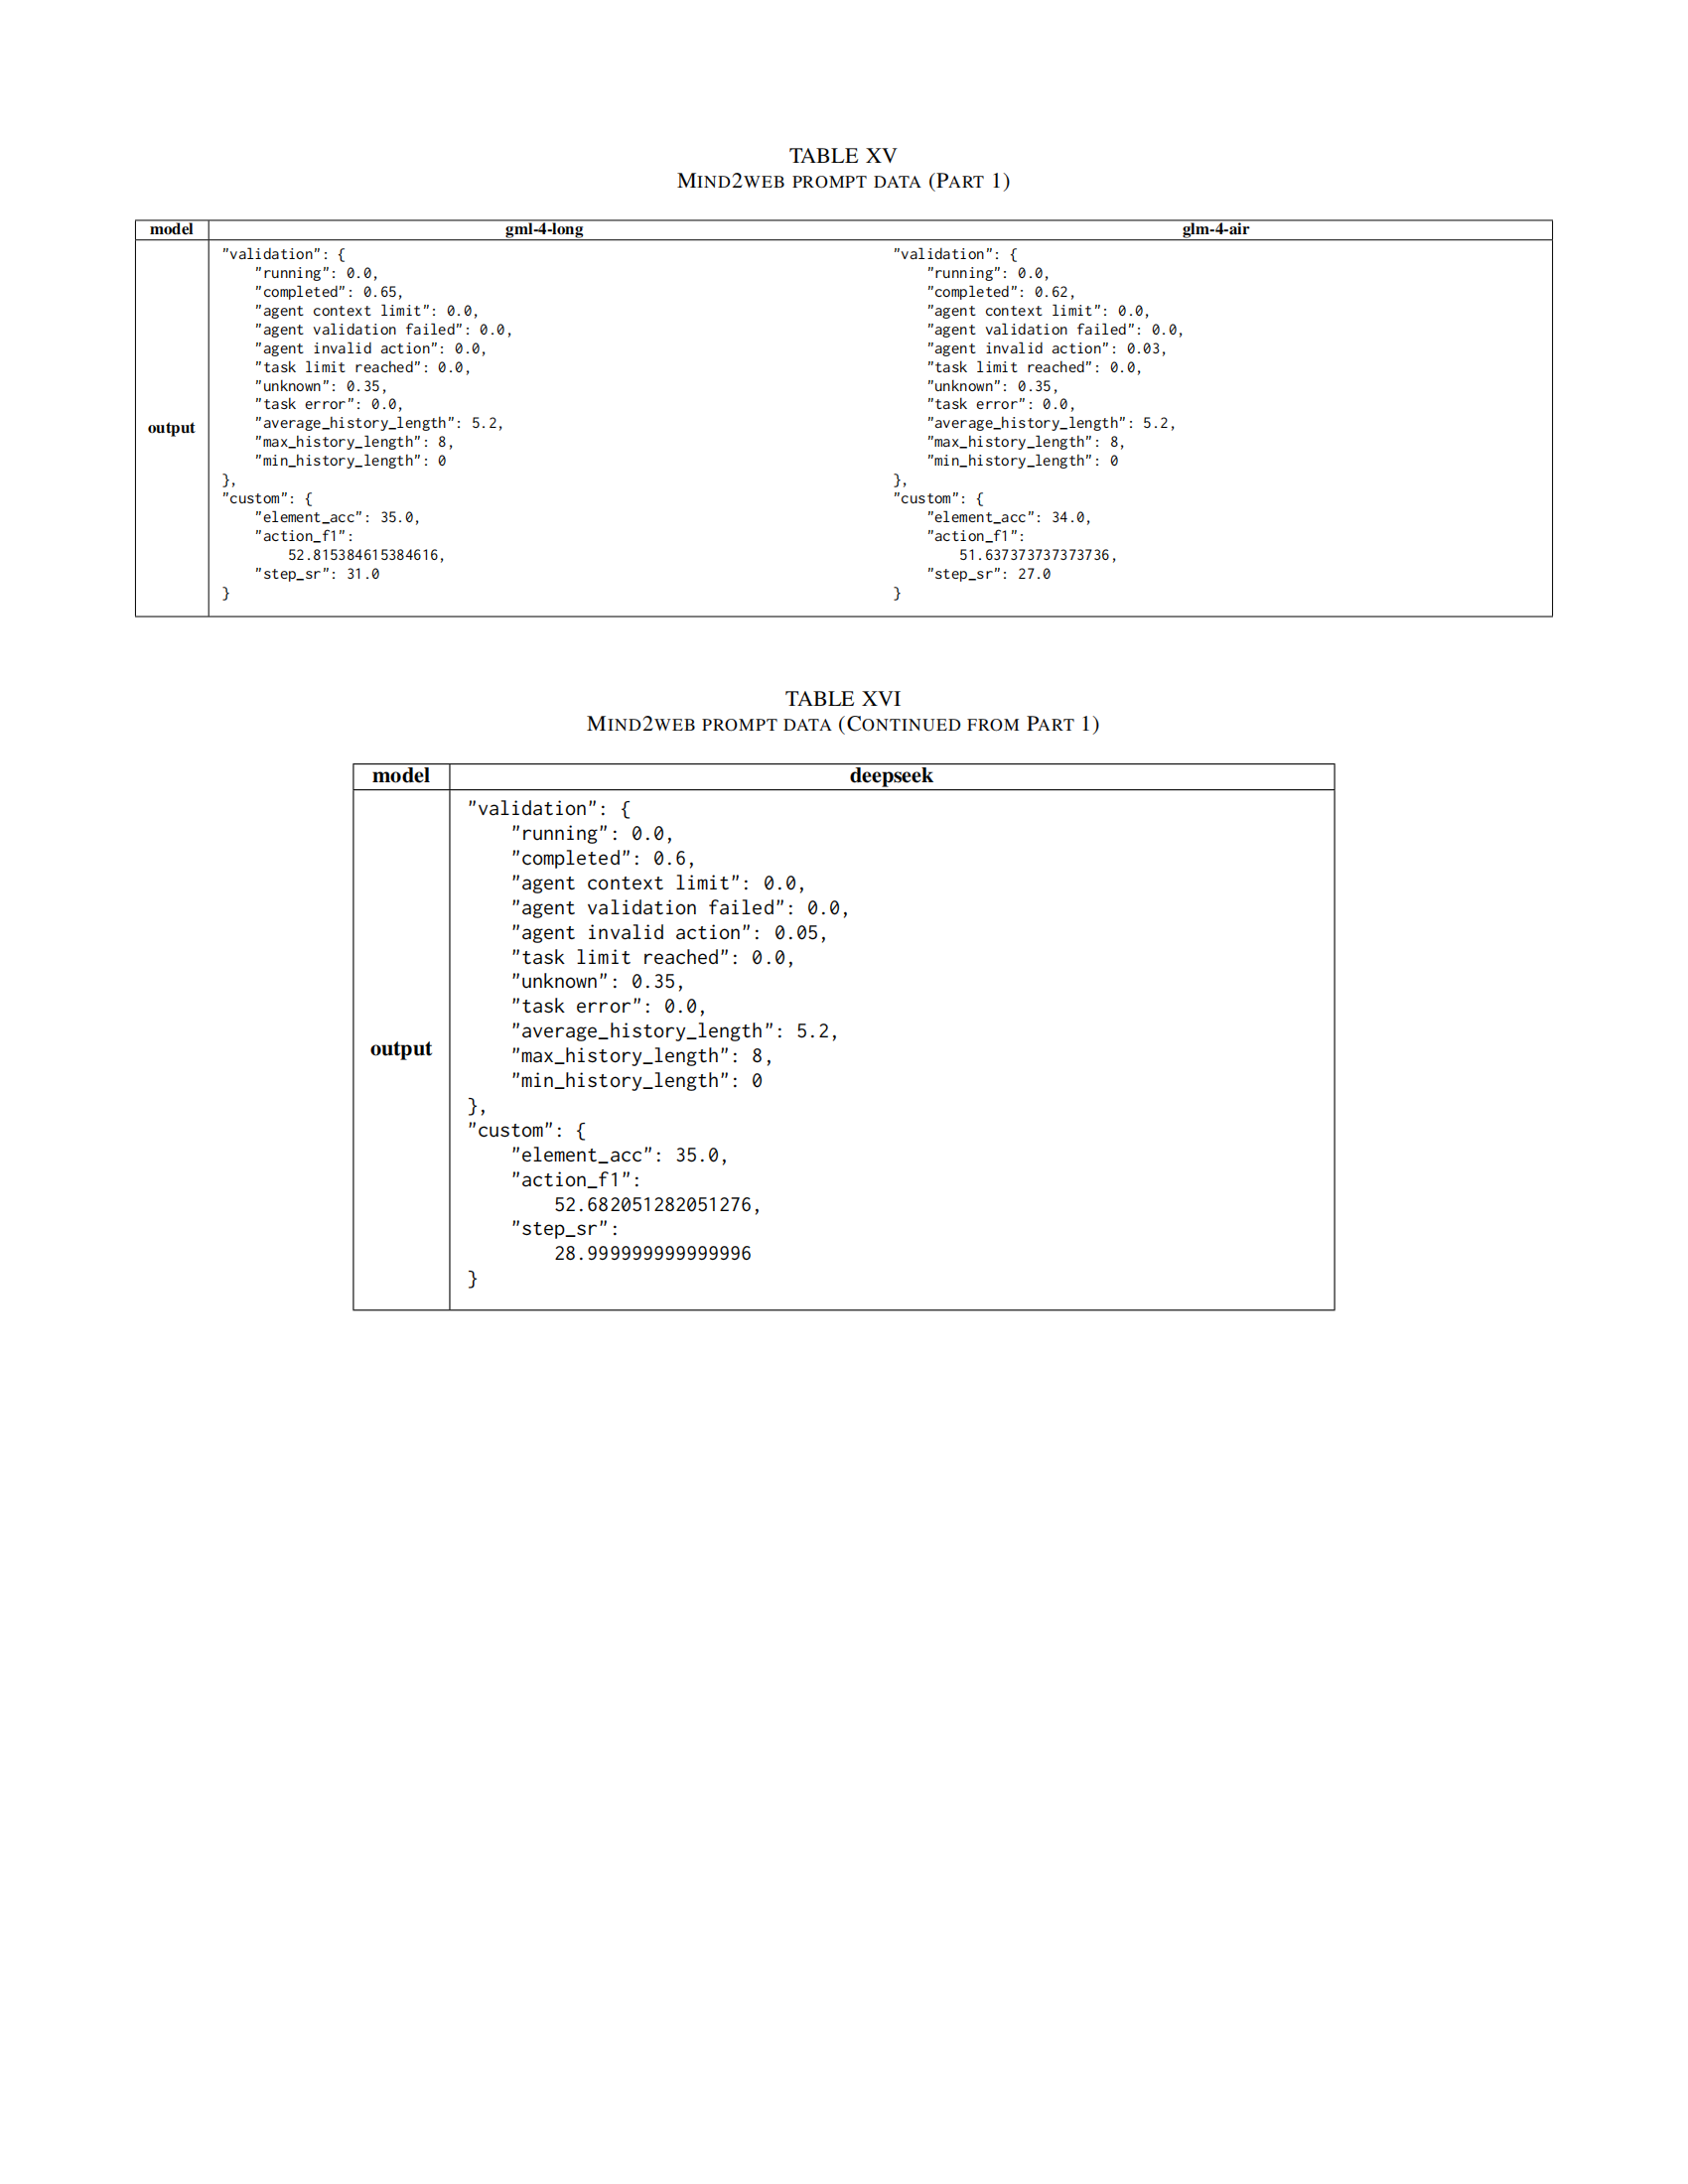 TABLE XV
MIND2WEB PROMPT DATA (PART 1)
model gml-4-long glm-4-air
output
"validation": {
"running": 0.0,
"completed": 0.65,
"agent context limit": 0.0,
"agent validation failed": 0.0,
"agent invalid action": 0.0,
"task limit reached": 0.0,
"unknown": 0.35,
"task error": 0.0,
"average_history_length": 5.2,
"max_history_length": 8,
"min_history_length": 0
},
"custom": {
"element_acc": 35.0,
"action_f1":
52.815384615384616,
"step_sr": 31.0
}
"validation": {
"running": 0.0,
"completed": 0.62,
"agent context limit": 0.0,
"agent validation failed": 0.0,
"agent invalid action": 0.03,
"task limit reached": 0.0,
"unknown": 0.35,
"task error": 0.0,
"average_history_length": 5.2,
"max_history_length": 8,
"min_history_length": 0
},
"custom": {
"element_acc": 34.0,
"action_f1":
51.637373737373736,
"step_sr": 27.0
}
TABLE XVI
MIND2WEB PROMPT DATA (CONTINUED FROM PART 1)
model deepseek
output
"validation": {
"running": 0.0,
"completed": 0.6,
"agent context limit": 0.0,
"agent validation failed": 0.0,
"agent invalid action": 0.05,
"task limit reached": 0.0,
"unknown": 0.35,
"task error": 0.0,
"average_history_length": 5.2,
"max_history_length": 8,
"min_history_length": 0
},
"custom": {
"element_acc": 35.0,
"action_f1":
52.682051282051276,
"step_sr":
28.999999999999996
}